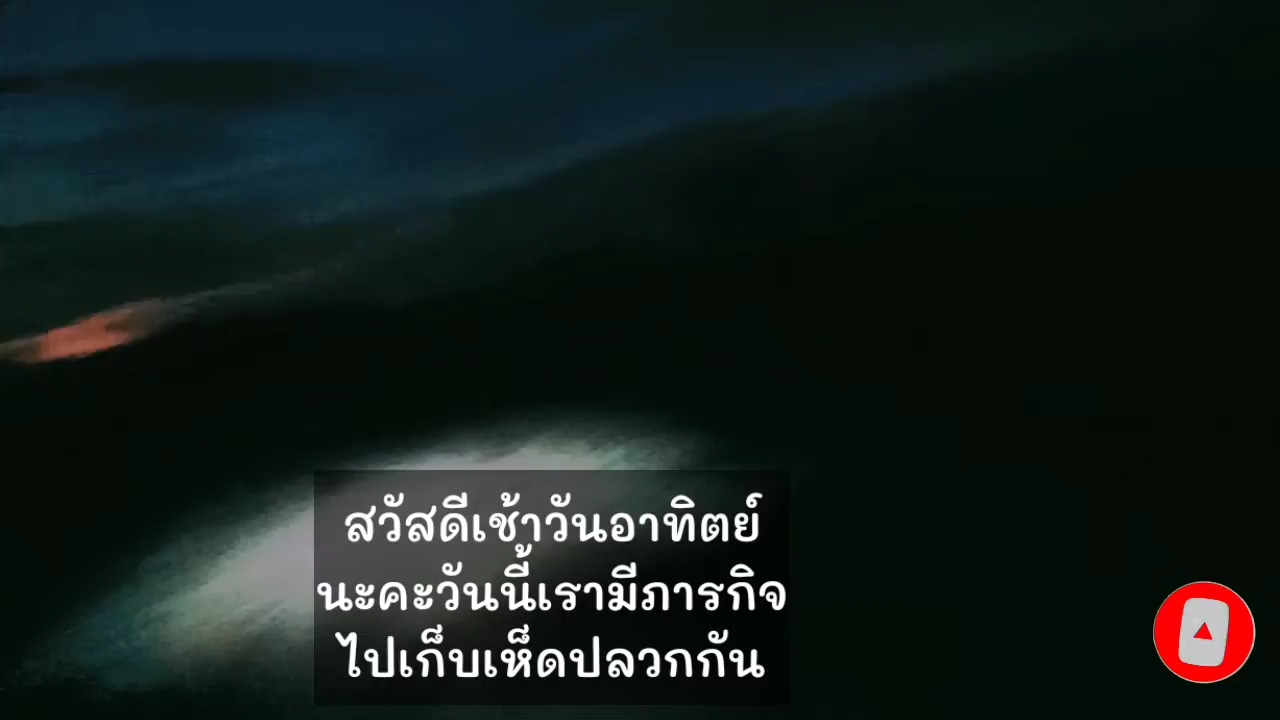 สวัสดีเช้าวันอาทิตย์
นะคะวันนี้เรามีภารกิจ
ไปเก็บเห็ดปลวกกัน